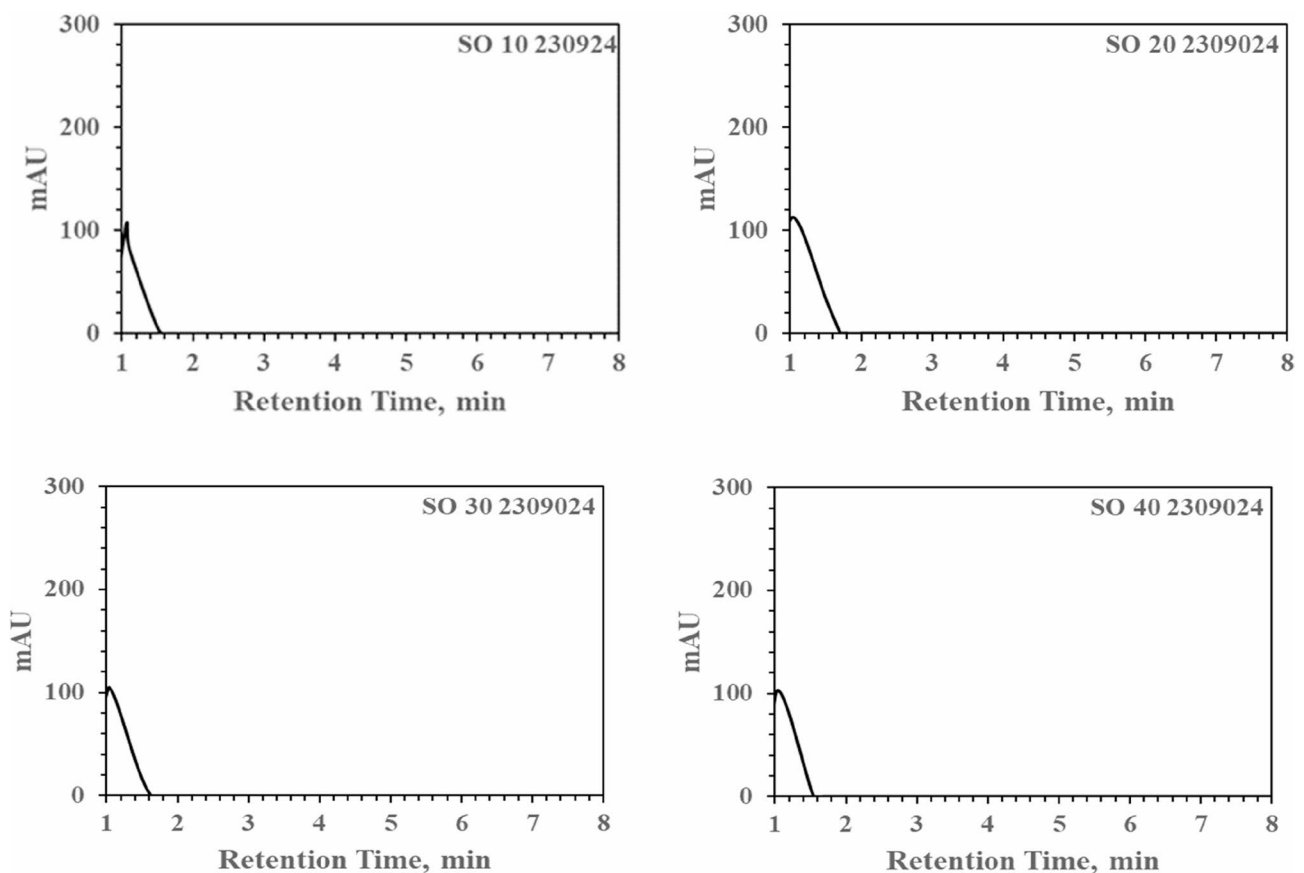 300
SO 10 230924
200
mAU
100
0
1 2 3 4 5 6 7 8
Retention Time, min
300
SO 20 2309024
200
mAU
100
0
1 2 3 4 5 6 7 8
Retention Time, min
300
SO 30 2309024
200
mAU
100
0
1 2 3 4 5 6 7 8
Retention Time, min
300
SO 40 2309024
200
mAU
100
0
1 2 3 4 5 6 7 8
Retention Time, min